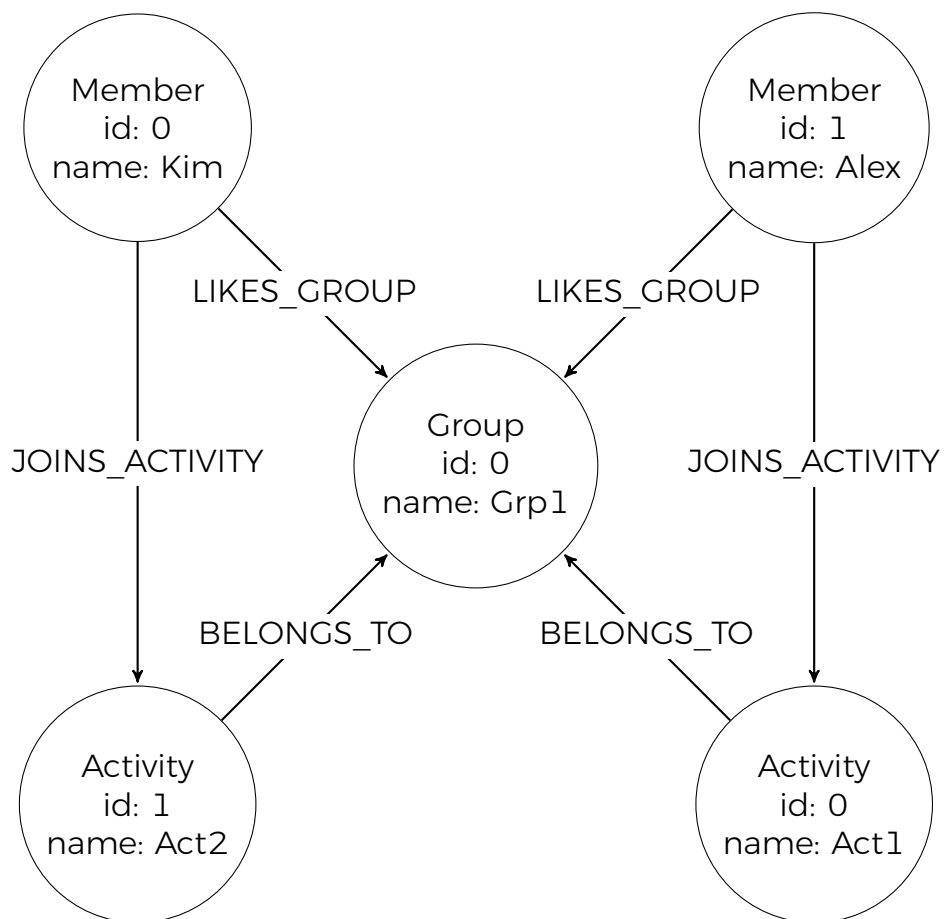 Member
id: 0
name: Kim
Member
id: 1
name: Alex
LIKES_GROUP
LIKES_GROUP
Group
id: 0
name: Grp1
JOINS_ACTIVITY
JOINS_ACTIVITY
BELONGS_TO
BELONGS_TO
Activity
id: 1
name: Act2
Activity
id: 0
name: Act1